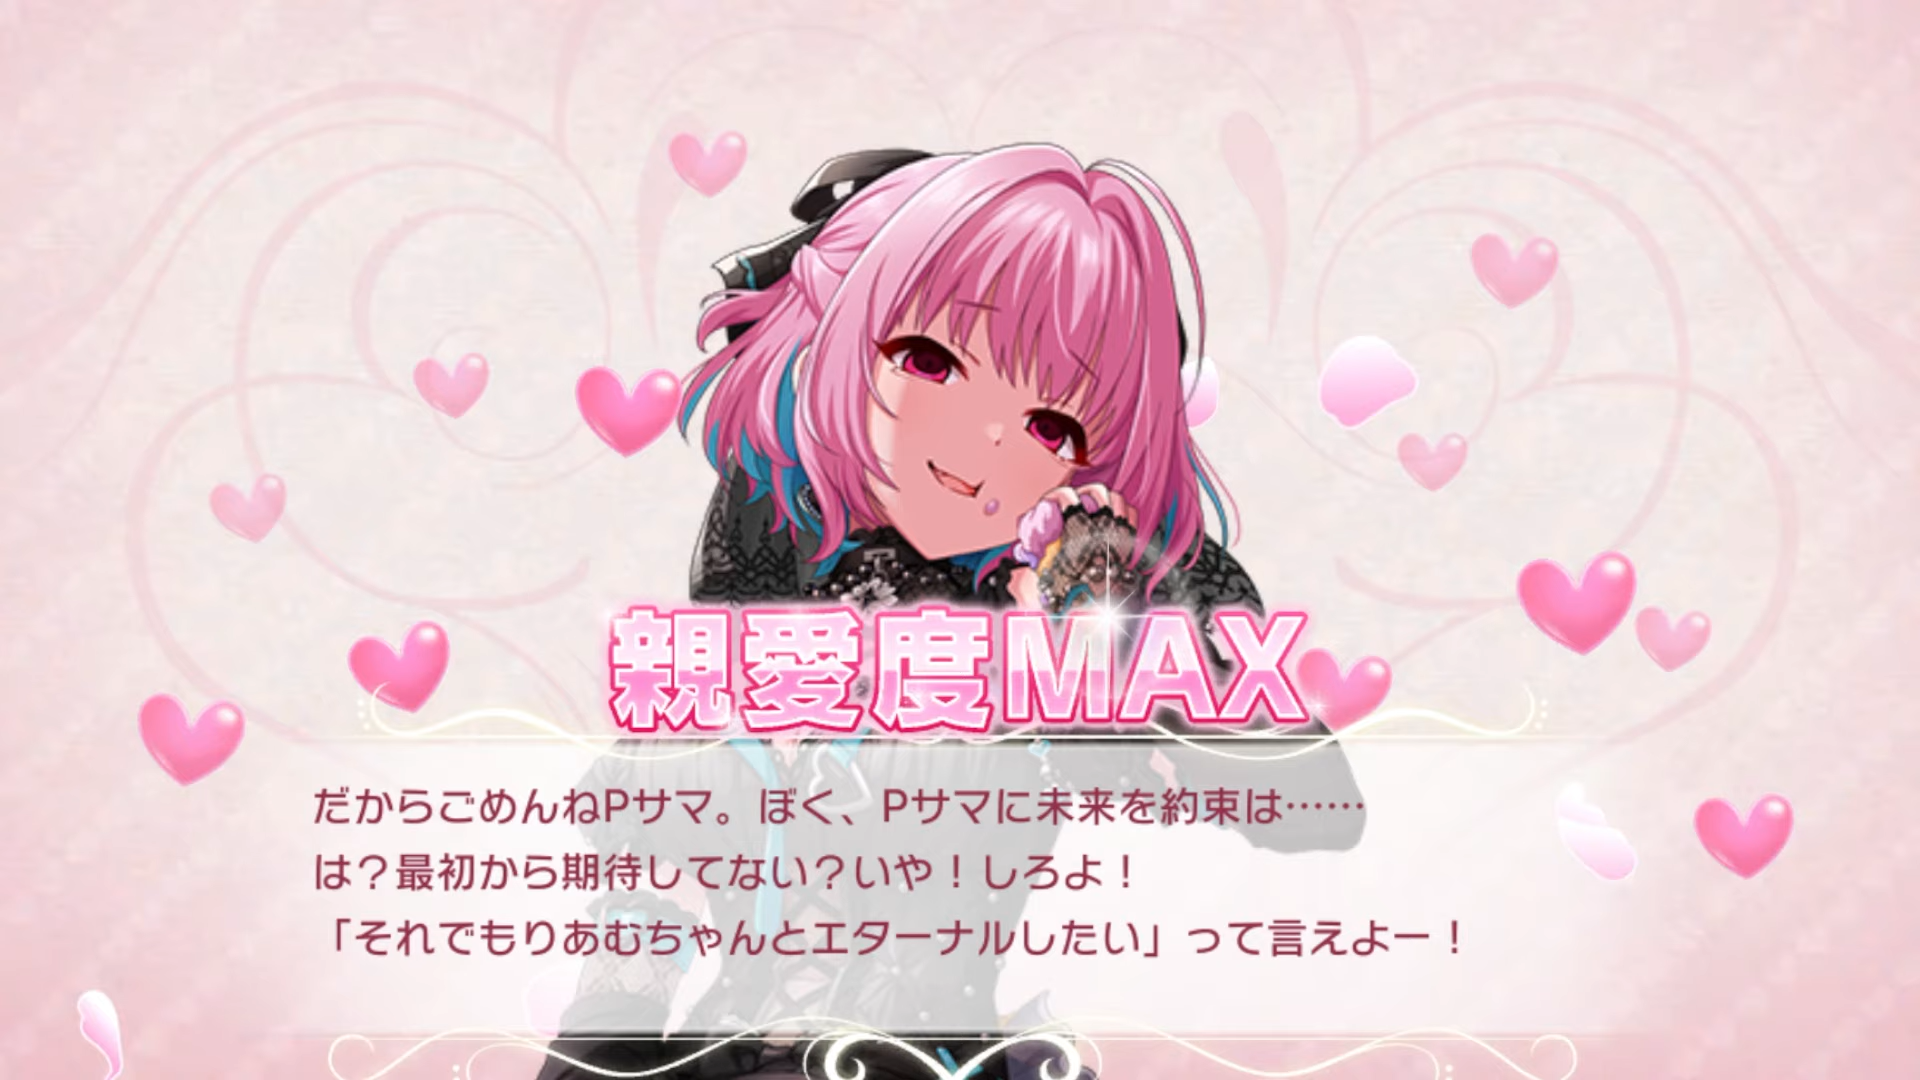 親愛度MAX
だからごめんねPサマ。ぼく、Pサマに未来を約束は……
は？最初から期待してない？いや！しろよ！
「それでもりあむちゃんとエターナルしたい」って言えよー！